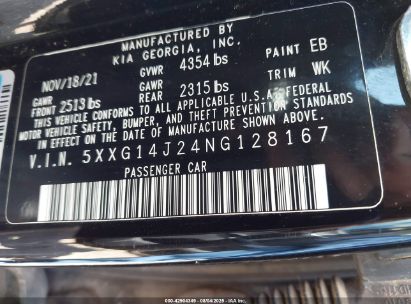 MANUFACTURED BY
KIA GEORGIA, INC.
NOV/18/21 GVWR 4354 lbs PAINT EB
GAWR FRONT 2513 lbs GAWR REAR 2315 lbs TRIM WK
THIS VEHICLE CONFORMS TO ALL APPLICABLE U.S.A. FEDERAL
MOTOR VEHICLE SAFETY, BUMPER, AND THEFT PREVENTION STANDARDS
IN EFFECT ON THE DATE OF MANUFACTURE SHOWN ABOVE.
V.I.N. 5XXG14J24NG128167
PASSENGER CAR